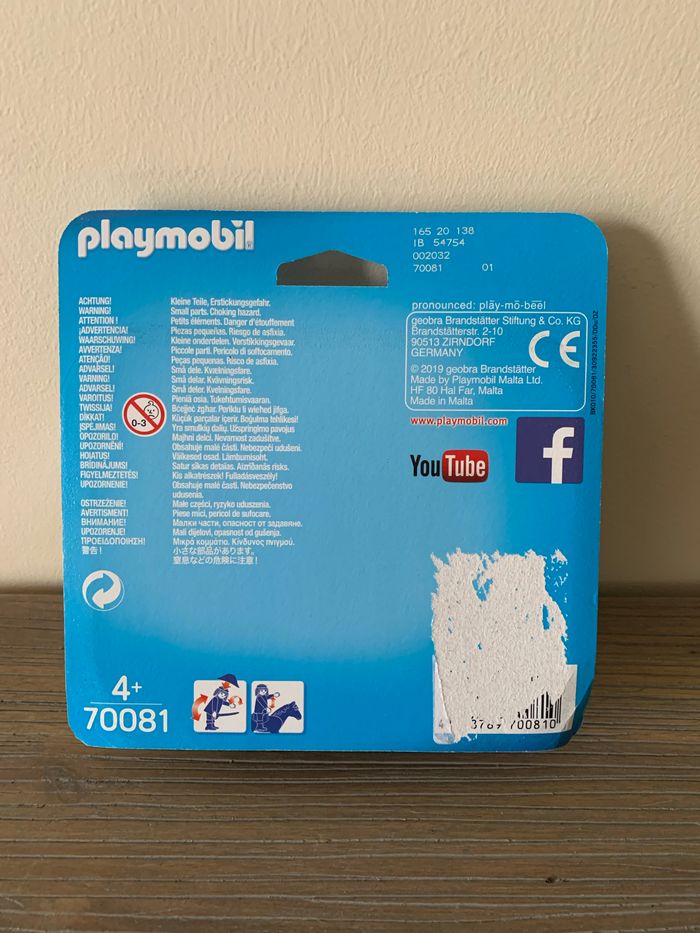 playmobil
165 20 138
IB 54754
002032
70081 01
pronounced: plāy-mō-bēēl
geobra Brandstätter Stiftung & Co. KG
Brandstätterstr. 2-10
90513 ZIRNDORF
GERMANY
CE
© 2019 geobra Brandstätter
Made by Playmobil Malta Ltd.
HF 80 Hal Far, Malta
Made in Malta
www.playmobil.com
YouTube
f
ACHTUNG! Kleine Teile, Erstickungsgefahr.
WARNING! Small parts. Choking hazard.
ATTENTION ! Petits éléments. Danger d'étouffement
¡ADVERTENCIA! Piezas pequeñas. Riesgo de asfixia.
WAARSCHUWING! Kleine onderdelen. Verstikkingsgevaar.
AVVERTENZA! Piccole parti. Pericolo di soffocamento.
ATENÇÃO! Peças pequenas. Risco de asfixia.
ADVARSEL! Små dele. Kvælningsfare.
VARNING! Små delar. Kvävningsrisk.
ADVARSEL! Små deler. Kvelningsfare.
VAROITUS! Pieniä osia. Tukehtumisvaaran.
TWISSIJA! Bċejjeċ żgħar. Periklu li wieħed jifga.
DİKKAT! Küçük parçalar içerir. Boğulma tehlikesi!
ĮSPĖJIMAS! Yra smulkių dalių. Užspringimo pavojus
OPOZORILO! Majhni delci. Nevarnost zadušitve.
UPOZORNĚNÍ! Obsahuje malé části. Nebezpečí udušení.
HOIATUS! Väikesed osad. Lämbumisoht.
BRĪDINĀJUMS! Satur sīkas detaļas. Aizrīšanās risks.
FIGYELMEZTETÉS! Kis alkatrészek! Fulladásveszély!
UPOZORNENIE! Obsahuje malé časti. Nebezpečenstvo
udusenia.
OSTRZEŻENIE! Małe części, ryzyko uduszenia.
AVERTISMENT! Piese mici, pericol de sufocare.
ВНИМАНИЕ! Малки части, опасност от задавяне.
UPOZORENJE! Mali dijelovi, opasnost od gušenja.
ΠΡΟΕΙΔΟΠΟΙΗΣΗ! Μικρά κομμάτια. Κίνδυνος πνιγμού.
警告! 小さな部品があります。
窒息などの危険に注意！
0-3
4+
70081
700810